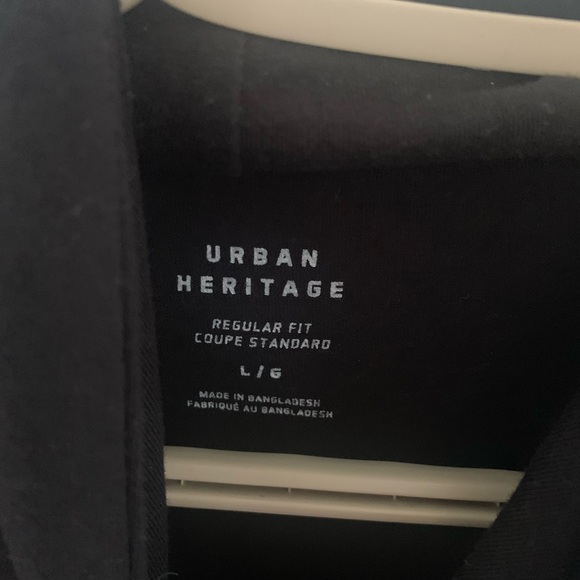 URBAN
HERITAGE
REGULAR FIT
COUPE STANDARD
L / G
MADE IN BANGLADESH
FABRIQUÉ AU BANGLADESH